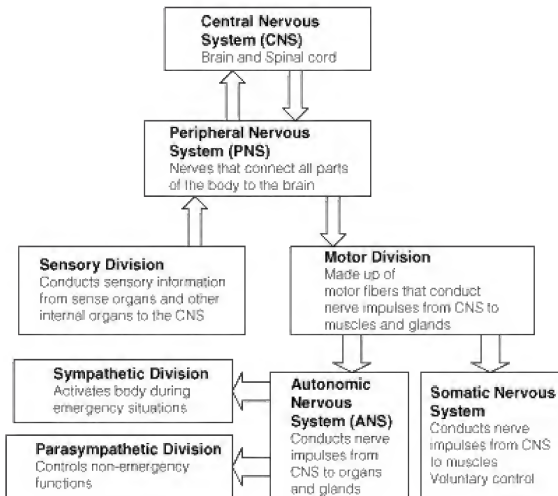 Central Nervous
System (CNS)
Brain and Spinal cord
Peripheral Nervous
System (PNS)
Nerves that connect all parts
of the body to the brain
Sensory Division
Conducts sensory information
from sense organs and other
internal organs to the CNS
Motor Division
Made up of
motor fibers that conduct
nerve impulses from CNS to
muscles and glands
Sympathetic Division
Activates body during
emergency situations
Parasympathetic Division
Controls non-emergency
functions
Autonomic
Nervous
System (ANS)
Conducts nerve
impulses from
CNS to organs
and glands
Somatic Nervous
System
Conducts nerve
impulses from CNS
to muscles
Voluntary control